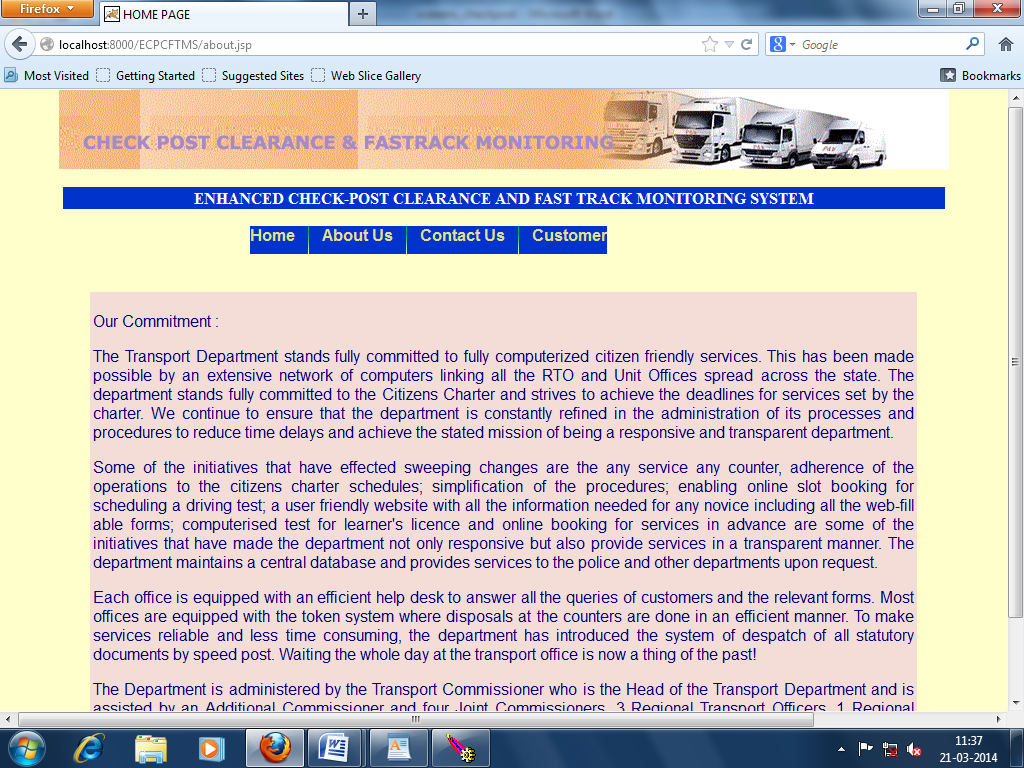 Firefox
HOME PAGE
localhost:8000/ECPCFTMS/about.jsp
Google
Most Visited Getting Started Suggested Sites Web Slice Gallery Bookmarks
CHECK POST CLEARANCE & FASTRACK MONITORING
ENHANCED CHECK-POST CLEARANCE AND FAST TRACK MONITORING SYSTEM
Home About Us Contact Us Customer
Our Commitment :
The Transport Department stands fully committed to fully computerized citizen friendly services. This has been made
possible by an extensive network of computers linking all the RTO and Unit Offices spread across the state. The
department stands fully committed to the Citizens Charter and strives to achieve the deadlines for services set by the
charter. We continue to ensure that the department is constantly refined in the administration of its processes and
procedures to reduce time delays and achieve the stated mission of being a responsive and transparent department.
Some of the initiatives that have effected sweeping changes are the any service any counter, adherence of the
operations to the citizens charter schedules; simplification of the procedures; enabling online slot booking for
scheduling a driving test; a user friendly website with all the information needed for any novice including all the web-fill
able forms; computerised test for learner's licence and online booking for services in advance are some of the
initiatives that have made the department not only responsive but also provide services in a transparent manner. The
department maintains a central database and provides services to the police and other departments upon request.
Each office is equipped with an efficient help desk to answer all the queries of customers and the relevant forms. Most
offices are equipped with the token system where disposals at the counters are done in an efficient manner. To make
services reliable and less time consuming, the department has introduced the system of despatch of all statutory
documents by speed post. Waiting the whole day at the transport office is now a thing of the past!
The Department is administered by the Transport Commissioner who is the Head of the Transport Department and is
assisted by an Additional Commissioner and four Joint Commissioners, 3 Regional Transport Officers, 1 Regional
11:37
21-03-2014